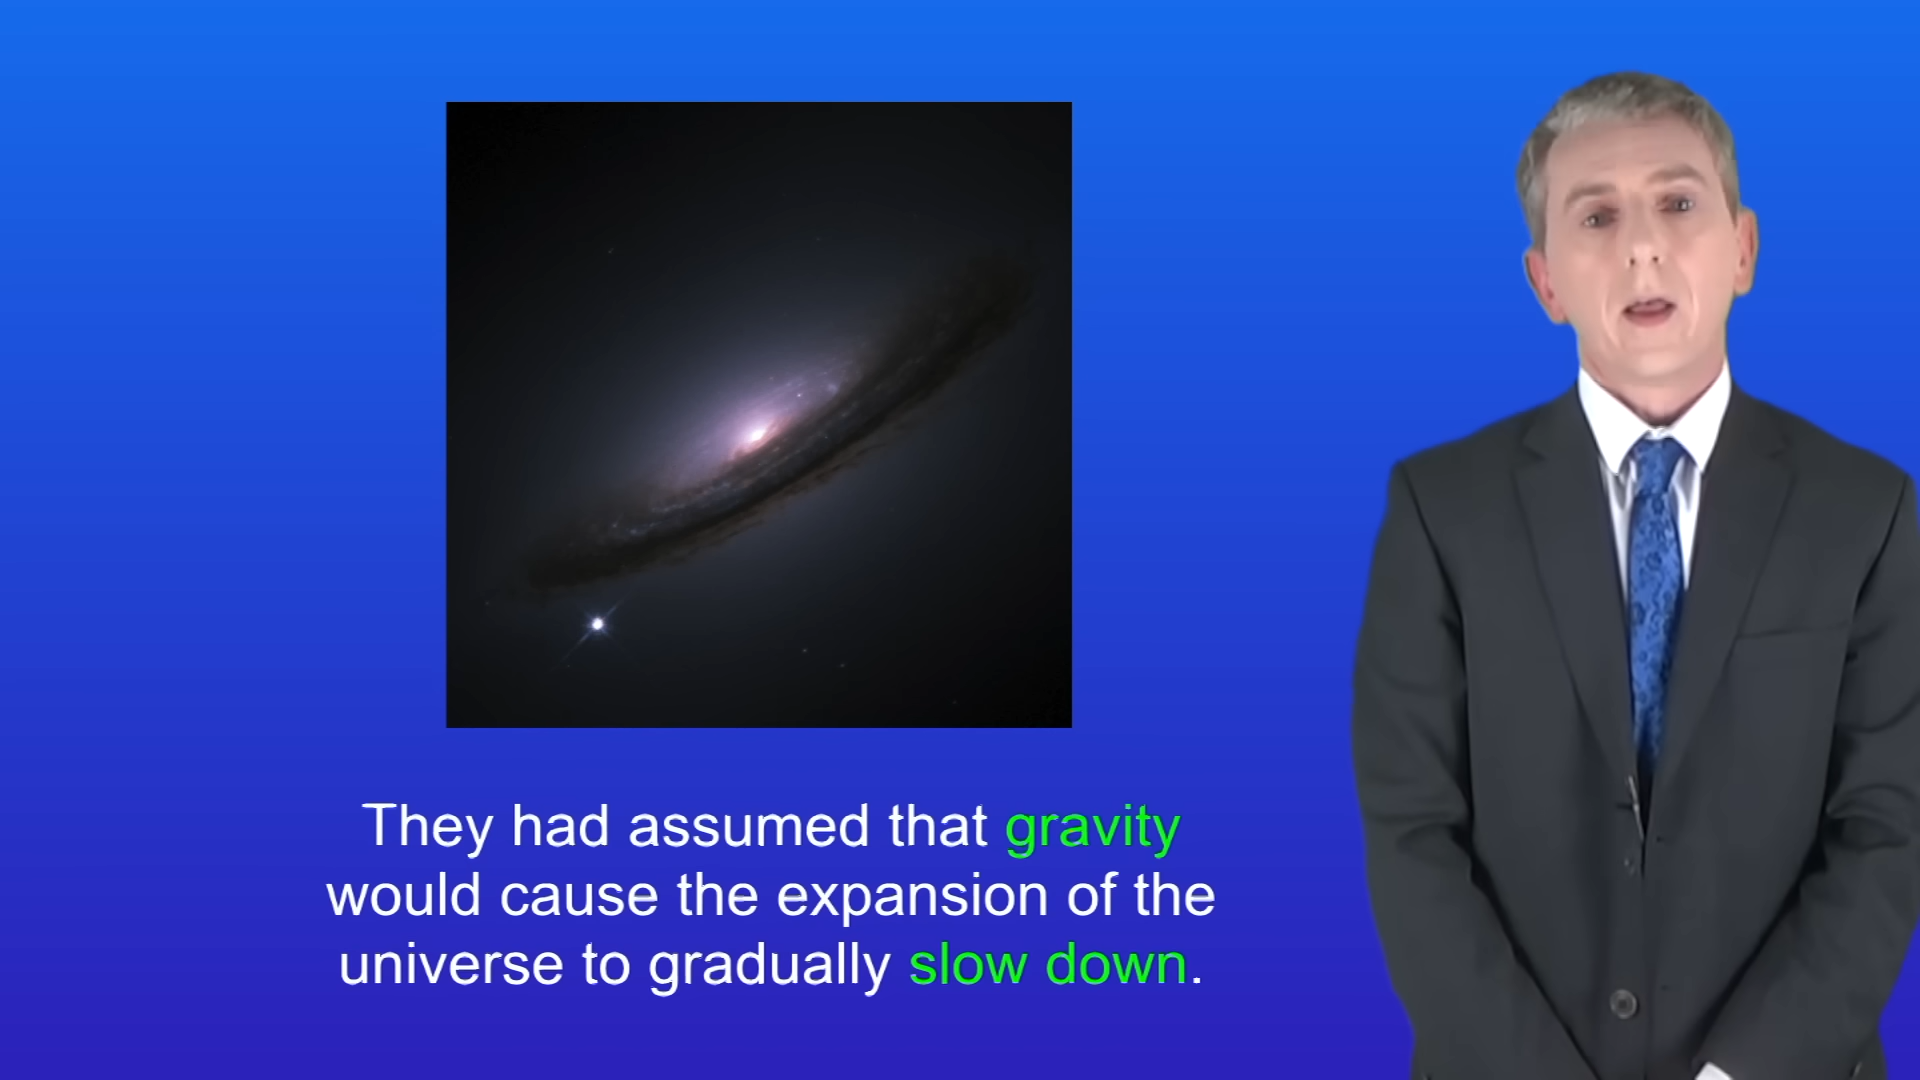 They had assumed that gravity
would cause the expansion of the
universe to gradually slow down.